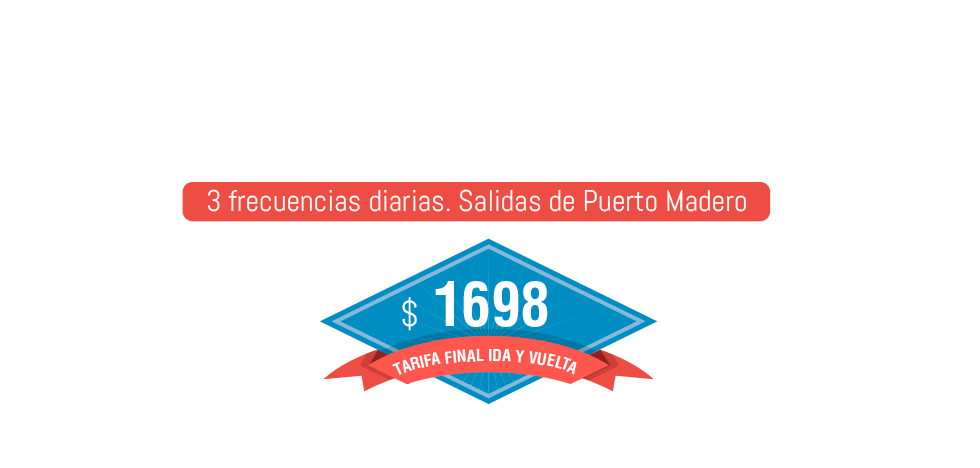 3 frecuencias diarias. Salidas de Puerto Madero
$ 1698
TARIFA FINAL IDA Y VUELTA